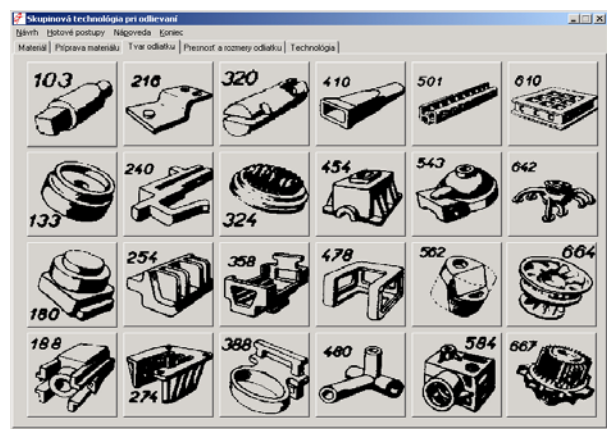 Skupinová technológia pri odlievaní
Návrh Hotové postupy Nápoveda Koniec
Materiál Príprava materiálu Tvar odliatku Presnosť a rozmery odliatku Technológia
103 216 320 410 501 610
133 240 324 454 543 642
180 254 358 478 562 664
188 274 388 480 584 667